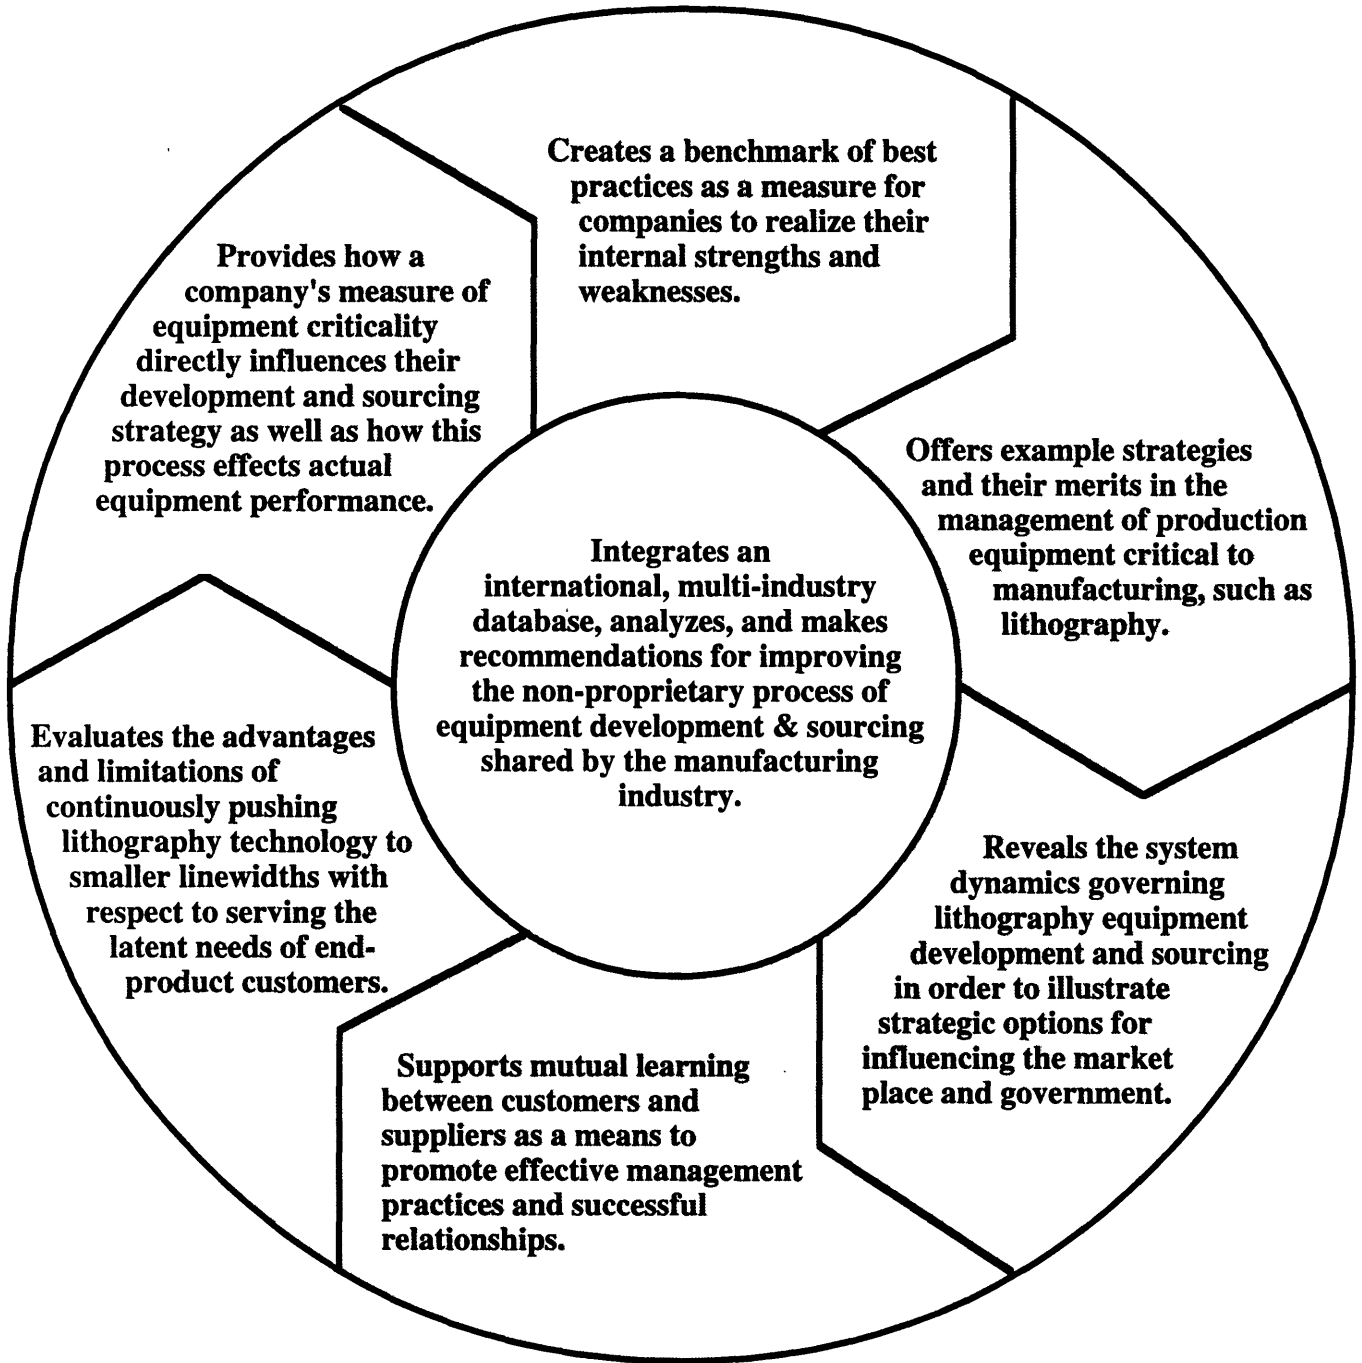 Creates a benchmark of best
practices as a measure for
companies to realize their
internal strengths and
weaknesses.
Offers example strategies
and their merits in the
management of production
equipment critical to
manufacturing, such as
lithography.
Reveals the system
dynamics governing
lithography equipment
development and sourcing
in order to illustrate
strategic options for
influencing the market
place and government.
Supports mutual learning
between customers and
suppliers as a means to
promote effective management
practices and successful
relationships.
Evaluates the advantages
and limitations of
continuously pushing
lithography technology to
smaller linewidths with
respect to serving the
latent needs of end-
product customers.
Provides how a
company's measure of
equipment criticality
directly influences their
development and sourcing
strategy as well as how this
process effects actual
equipment performance.
Integrates an
international, multi-industry
database, analyzes, and makes
recommendations for improving
the non-proprietary process of
equipment development & sourcing
shared by the manufacturing
industry.